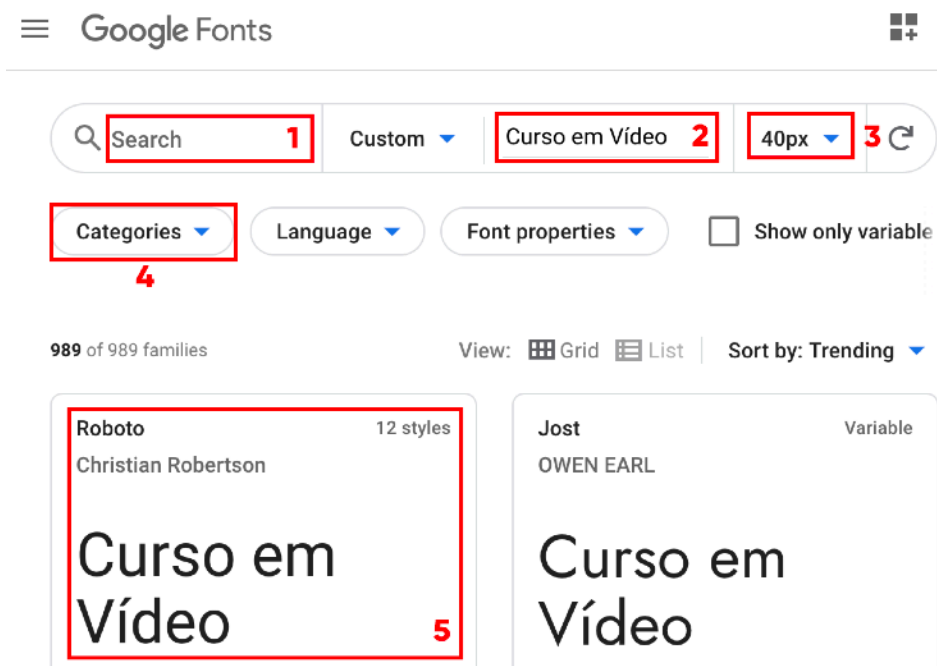 Google Fonts
Search 1 Custom Curso em Vídeo 2 40px 3
Categories Language Font properties Show only variable
4
989 of 989 families View: Grid List Sort by: Trending
Roboto 12 styles Jost Variable
Christian Robertson OWEN EARL
Curso em Curso em
Vídeo 5 Vídeo